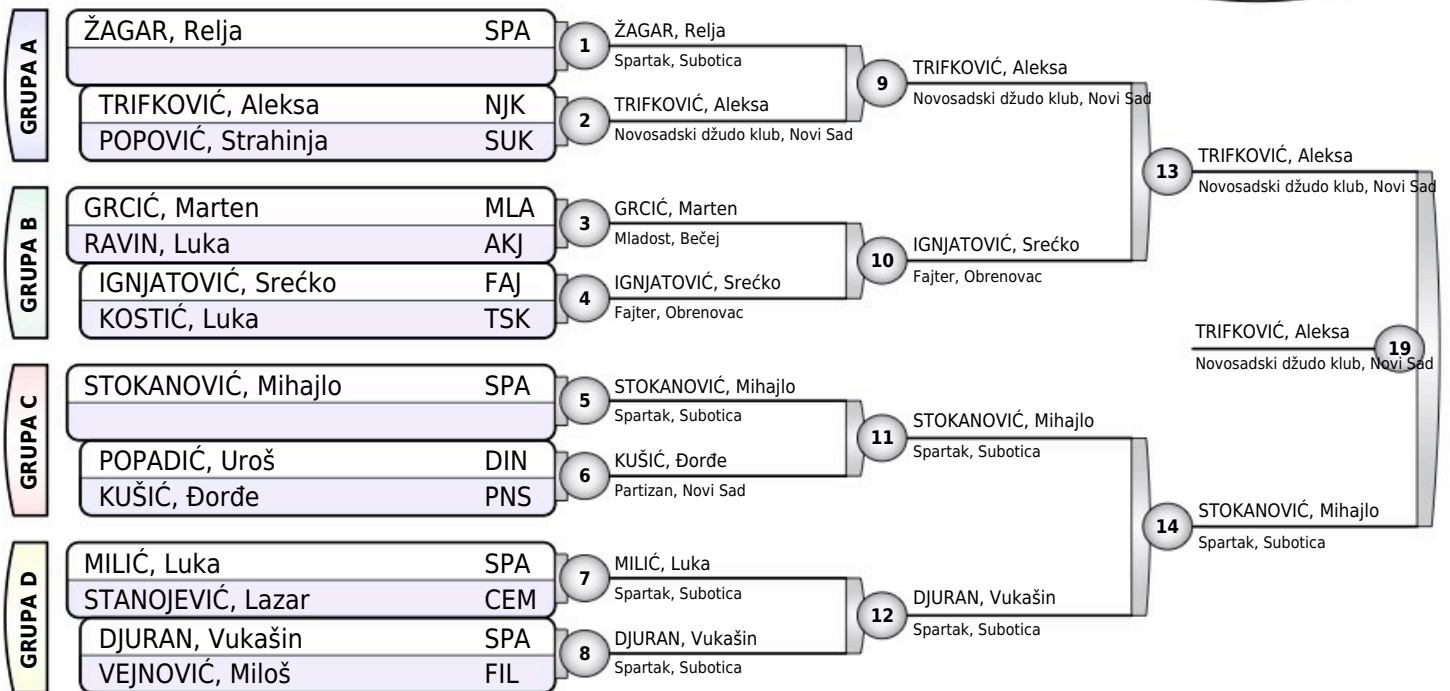 GRUPA A
ŽAGAR, Relja SPA
TRIFKOVIĆ, Aleksa NJK
POPOVIĆ, Strahinja SUK
GRUPA B
GRCIĆ, Marten MLA
RAVIN, Luka AKJ
IGNJATOVIĆ, Srećko FAJ
KOSTIĆ, Luka TSK
GRUPA C
STOKANOVIĆ, Mihajlo SPA
POPADIĆ, Uroš DIN
KUŠIĆ, Đorđe PNS
GRUPA D
MILIĆ, Luka SPA
STANOJEVIĆ, Lazar CEM
DJURAN, Vukašin SPA
VEJNOVIĆ, Miloš FIL
1
ŽAGAR, Relja
Spartak, Subotica
2
TRIFKOVIĆ, Aleksa
Novosadski džudo klub, Novi Sad
3
GRCIĆ, Marten
Mladost, Bečej
4
IGNJATOVIĆ, Srećko
Fajter, Obrenovac
5
STOKANOVIĆ, Mihajlo
Spartak, Subotica
6
KUŠIĆ, Đorđe
Partizan, Novi Sad
7
MILIĆ, Luka
Spartak, Subotica
8
DJURAN, Vukašin
Spartak, Subotica
9
TRIFKOVIĆ, Aleksa
Novosadski džudo klub, Novi Sad
10
IGNJATOVIĆ, Srećko
Fajter, Obrenovac
11
STOKANOVIĆ, Mihajlo
Spartak, Subotica
12
DJURAN, Vukašin
Spartak, Subotica
13
TRIFKOVIĆ, Aleksa
Novosadski džudo klub, Novi Sad
14
STOKANOVIĆ, Mihajlo
Spartak, Subotica
TRIFKOVIĆ, Aleksa
19
Novosadski džudo klub, Novi Sad